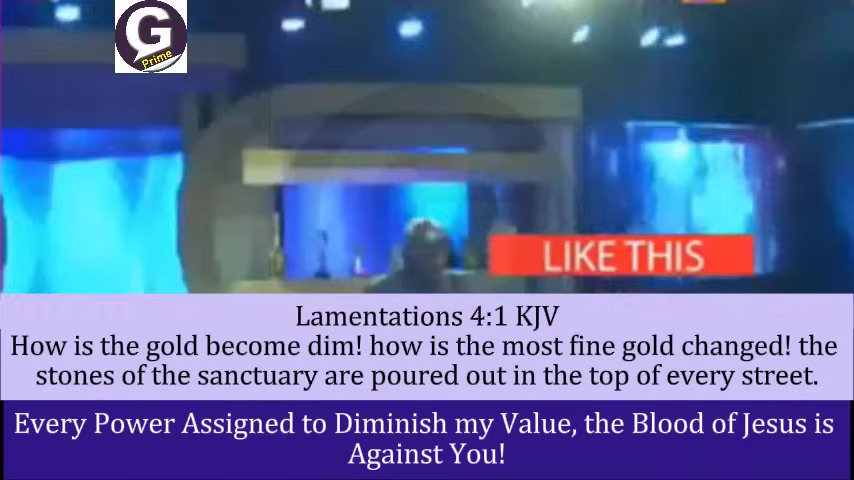 G
Prime
LIKE THIS
Lamentations 4:1 KJV
How is the gold become dim! how is the most fine gold changed! the
stones of the sanctuary are poured out in the top of every street.
Every Power Assigned to Diminish my Value, the Blood of Jesus is
Against You!